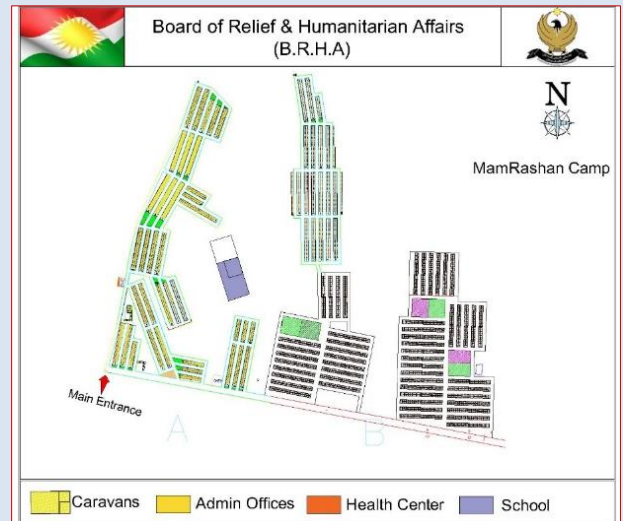 Board of Relief & Humanitarian Affairs
(B.R.H.A)
N
MamRashan Camp
Main Entrance
A
B
Caravans
Admin Offices
Health Center
School